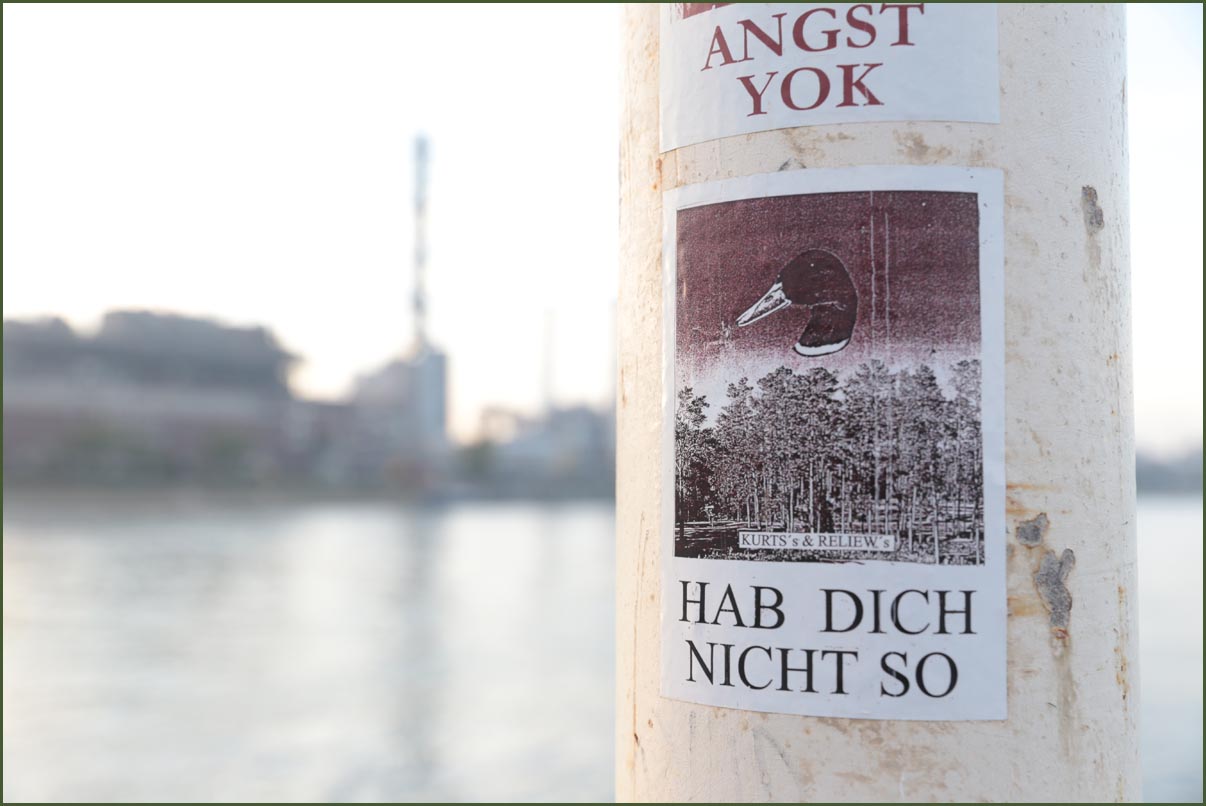 ANGST
YOK
KURTS´s & RELIEW´s
HAB DICH
NICHT SO